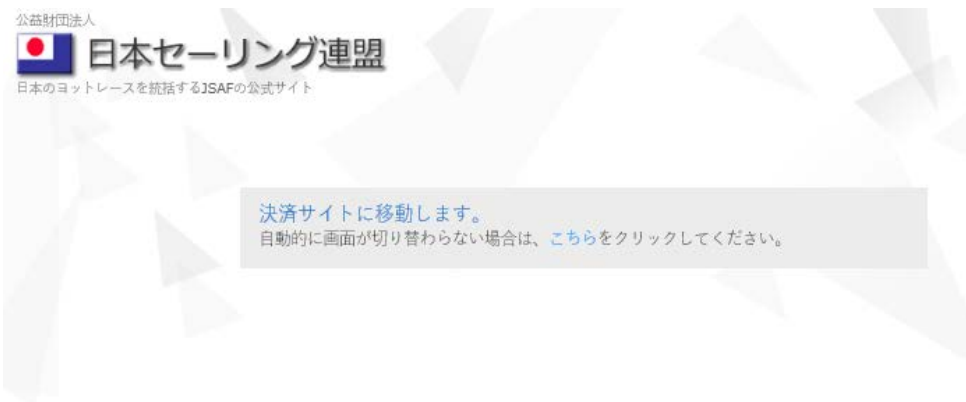 公益財団法人
日本セーリング連盟
日本のヨットレースを統括するJSAFの公式サイト
決済サイトに移動します。
自動的に画面が切り替わらない場合は、こちらをクリックしてください。